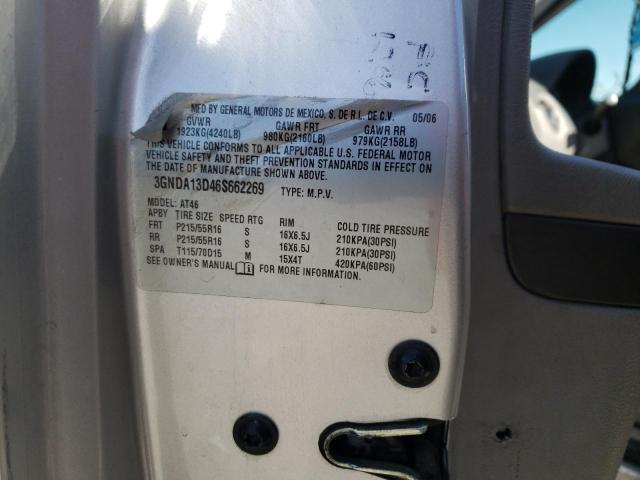 MFD BY GENERAL MOTORS DE MEXICO, S. DE R.L. DE C.V. 05/06
GVWR GAWR FRT GAWR RR
1923KG(4240LB) 980KG(2160LB) 979KG(2158LB)
THIS VEHICLE CONFORMS TO ALL APPLICABLE U.S. FEDERAL MOTOR
VEHICLE SAFETY AND THEFT PREVENTION STANDARDS IN EFFECT
ON THE DATE OF MANUFACTURE SHOWN ABOVE.
3GNDA13D46S662269 TYPE: M.P.V.
MODEL: AT46
APBY TIRE SIZE SPEED RTG RIM COLD TIRE PRESSURE
FRT P215/55R16 S 16X6.5J 210KPA(30PSI)
RR P215/55R16 S 16X6.5J 210KPA(30PSI)
SPA T115/70D15 M 15X4T 420KPA(60PSI)
SEE OWNER'S MANUAL FOR ADDITIONAL INFORMATION.